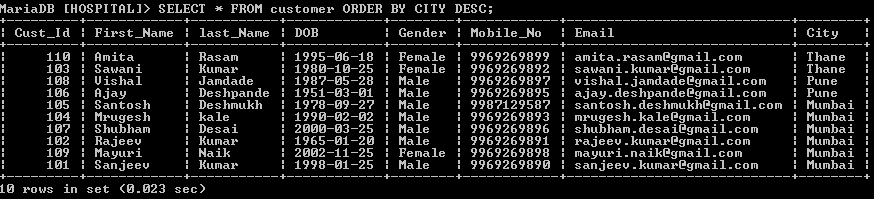 MariaDB [HOSPITAL]> SELECT * FROM customer ORDER BY CITY DESC;
+---------+------------+-----------+------------+--------+------------+----------------------------+--------+
| Cust_Id | First_Name | last_Name | DOB        | Gender | Mobile_No  | Email                      | City   |
+---------+------------+-----------+------------+--------+------------+----------------------------+--------+
|     110 | Amita      | Rasam     | 1995-06-18 | Female | 9969269899 | amita.rasam@gmail.com      | Thane  |
|     103 | Sawani     | Kumar     | 1980-10-25 | Female | 9969269892 | sawani.kumar@gmail.com     | Thane  |
|     108 | Vishal     | Jamdade   | 1987-05-28 | Male   | 9969269897 | vishal.jamdade@gmail.com   | Pune   |
|     106 | Ajay       | Deshpande | 1951-03-01 | Male   | 9969269895 | ajay.deshpande@gmail.com   | Pune   |
|     105 | Santosh    | Deshmukh  | 1978-09-27 | Male   | 9987129587 | santosh.deshmukh@gmail.com | Mumbai |
|     104 | Mrugesh    | kale      | 1990-02-02 | Male   | 9969269893 | mrugesh.kale@gmail.com     | Mumbai |
|     107 | Shubham    | Desai     | 2000-03-25 | Male   | 9969269896 | shubham.desai@gmail.com    | Mumbai |
|     102 | Rajeev     | Kumar     | 1965-01-20 | Male   | 9969269891 | rajeev.kumar@gmail.com     | Mumbai |
|     109 | Mayuri     | Naik      | 2002-11-25 | Female | 9969269898 | mayuri.naik@gmail.com      | Mumbai |
|     101 | Sanjeev    | Kumar     | 1998-01-25 | Male   | 9969269890 | sanjeev.kumar@gmail.com    | Mumbai |
+---------+------------+-----------+------------+--------+------------+----------------------------+--------+
10 rows in set (0.023 sec)